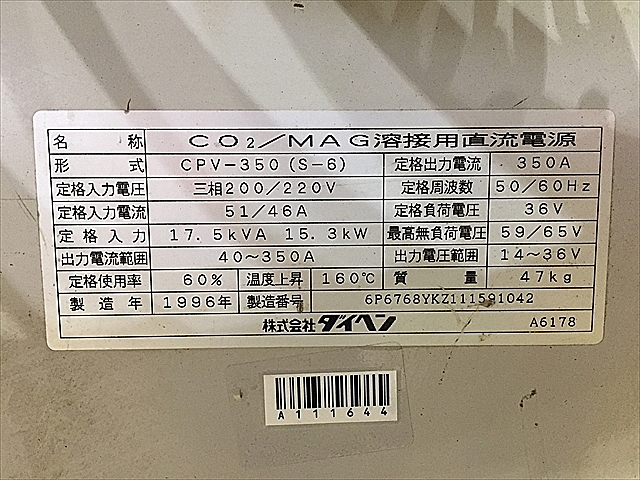 名 称 CO2/MAG溶接用直流電源
形 式 CPV-350(S-6) 定格出力電流 350A
定格入力電圧 三相200/220V 定格周波数 50/60Hz
定格入力電流 51/46A 定格負荷電圧 36V
定格入力 17.5kVA 15.3kW 最高無負荷電圧 59/65V
出力電流範囲 40~350A 出力電圧範囲 14~36V
定格使用率 60% 温度上昇 160℃ 質 量 47kg
製造年 1996年 製造番号 6P6768YKZ111591042
株式会社ダイヘン A6178
A111644